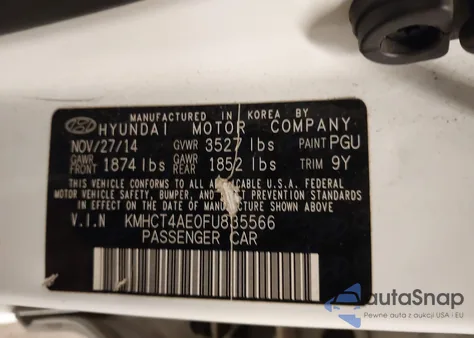 MANUFACTURED IN KOREA BY
HYUNDAI MOTOR COMPANY
NOV/27/14 GVWR 3527 lbs PAINT PGU
GAWR FRONT 1874 lbs GAWR REAR 1852 lbs TRIM 9Y
THIS VEHICLE CONFORMS TO ALL APPLICABLE U.S.A. FEDERAL
MOTOR VEHICLE SAFETY, BUMPER, AND THEFT PREVENTION STANDARDS
IN EFFECT ON THE DATE OF MANUFACTURE SHOWN ABOVE.
V.I.N KMHCT4AE0FU835566
PASSENGER CAR
autaSnap
Pewne auta z aukcji USA i EU